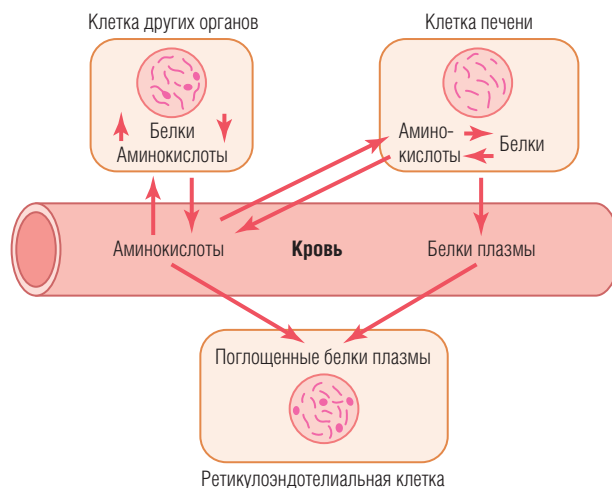 Клетка других органов
Клетка печени
Белки
Аминокислоты
Амино-
кислоты
Белки
Аминокислоты
Кровь
Белки плазмы
Поглощенные белки плазмы
Ретикулоэндотелиальная клетка